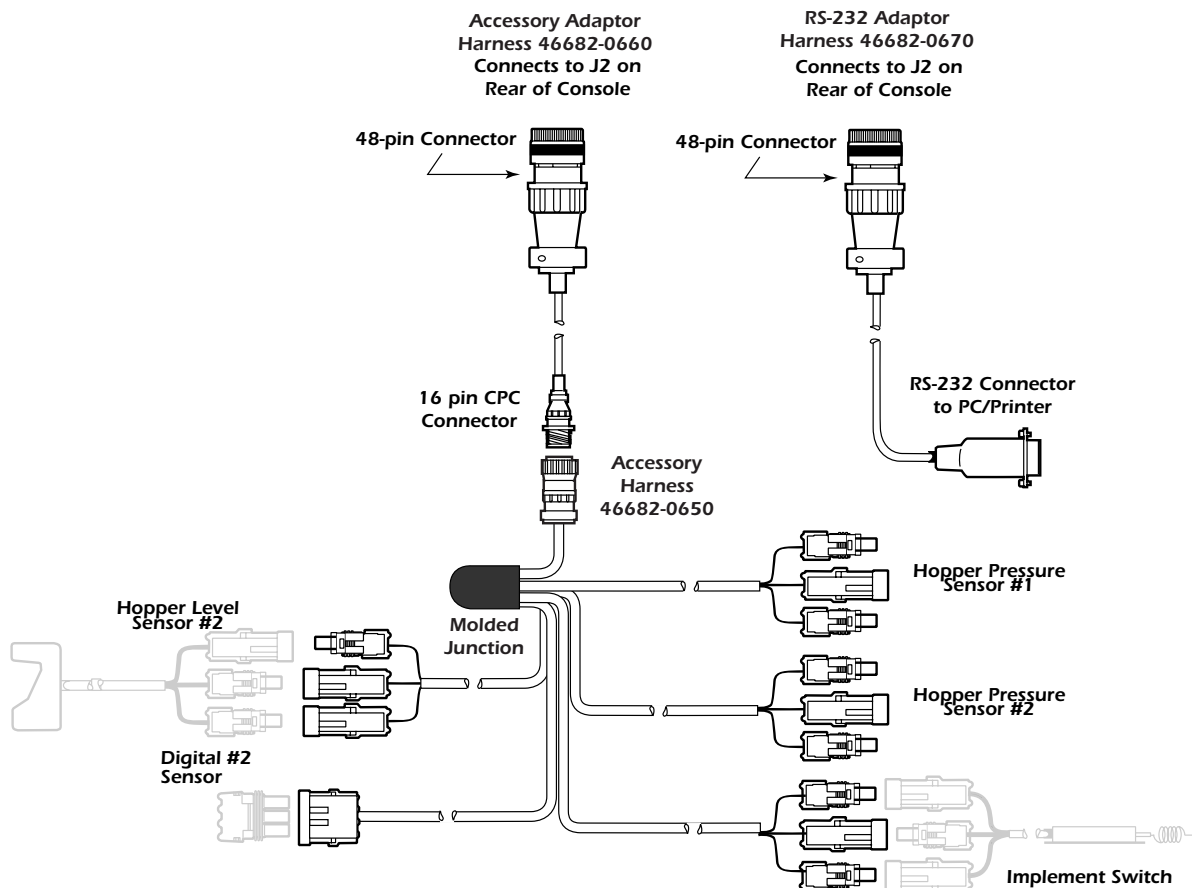 Accessory Adaptor
Harness 46682-0660
Connects to J2 on
Rear of Console
RS-232 Adaptor
Harness 46682-0670
Connects to J2 on
Rear of Console
48-pin Connector
48-pin Connector
16 pin CPC
Connector
RS-232 Connector
to PC/Printer
Accessory
Harness
46682-0650
Hopper Pressure
Sensor #1
Hopper Level
Sensor #2
Molded
Junction
Hopper Pressure
Sensor #2
Digital #2
Sensor
Implement Switch